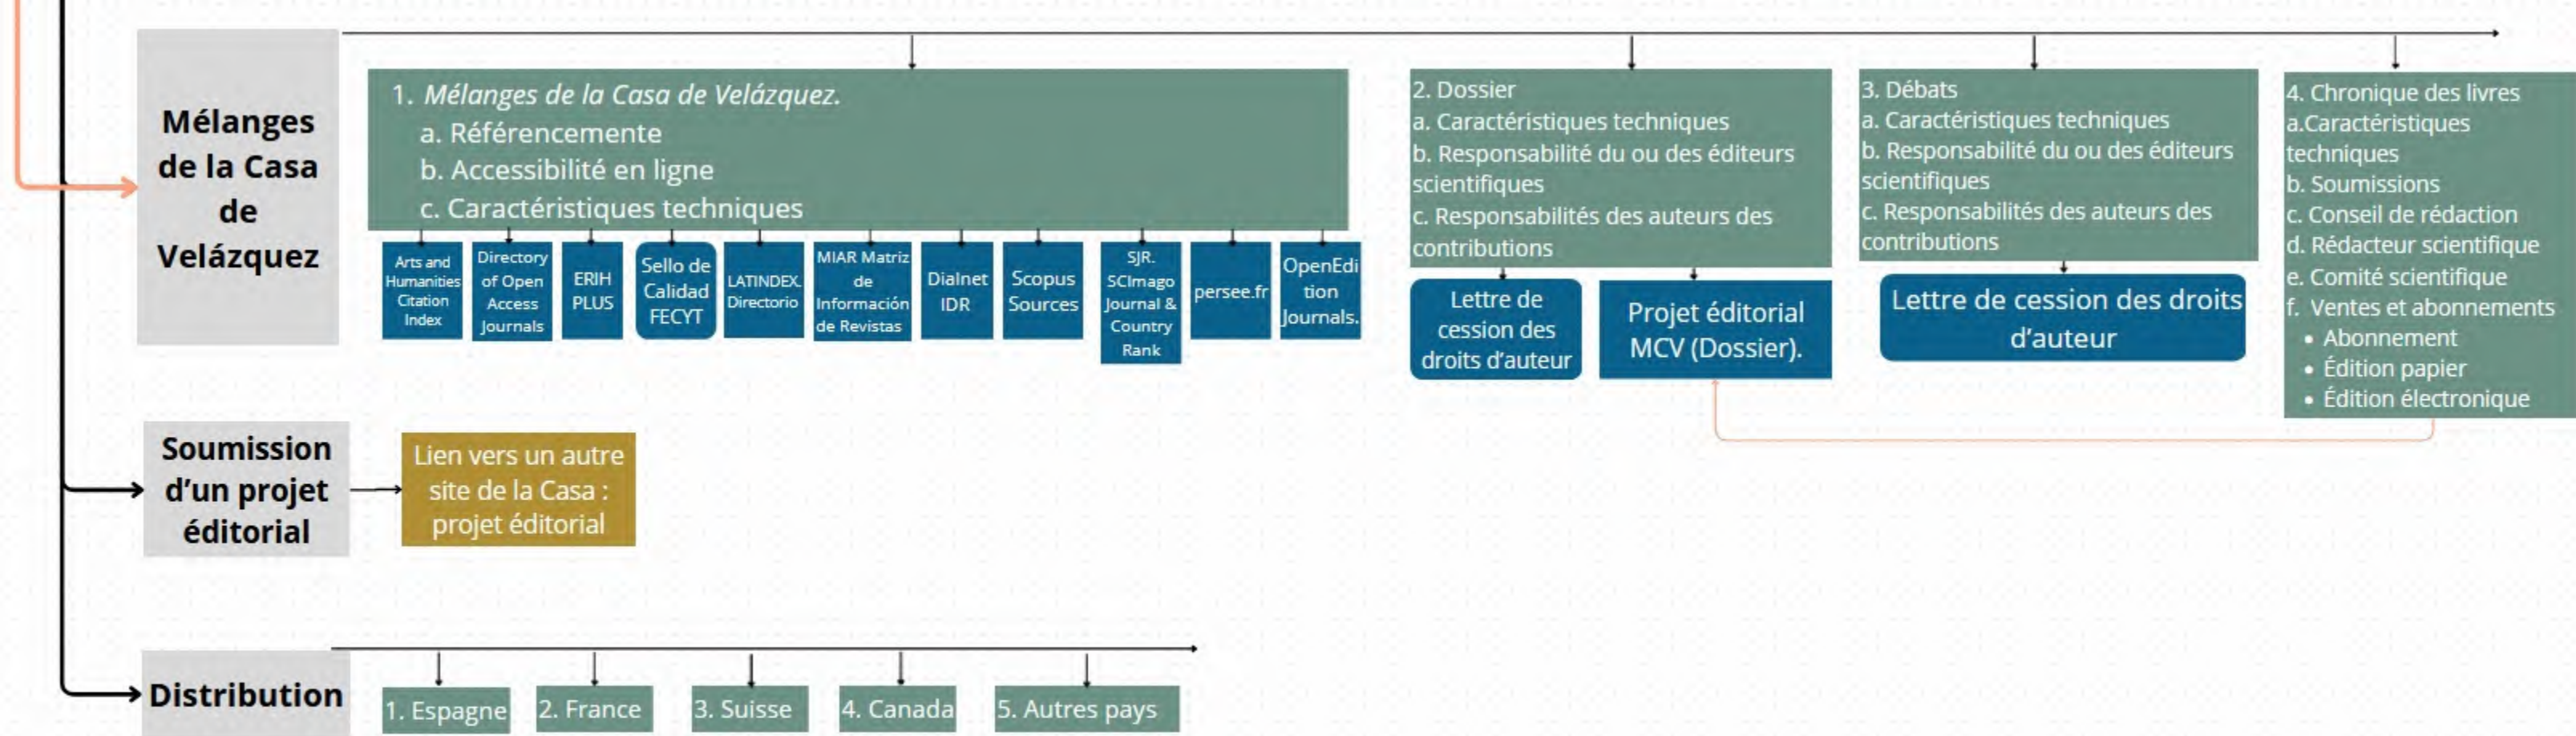 Mélanges
de la Casa
de
Velázquez
1. Mélanges de la Casa de Velázquez.
a. Référencemente
b. Accessibilité en ligne
c. Caractéristiques techniques
Arts and
Humanities
Citation
Index
Directory
of Open
Access
Journals
ERIH
PLUS
Sello de
Calidad
FECYT
LATINDEX.
Directorio
MIAR Matriz
de
Información
de Revistas
Dialnet
IDR
Scopus
Sources
SJR.
SCImago
Journal &
Country
Rank
persee.fr
OpenEdi
tion
Journals.
2. Dossier
a. Caractéristiques techniques
b. Responsabilité du ou des éditeurs
scientifiques
c. Responsabilités des auteurs des
contributions
Lettre de
cession des
droits d’auteur
Projet éditorial
MCV (Dossier).
3. Débats
a. Caractéristiques techniques
b. Responsabilité du ou des éditeurs
scientifiques
c. Responsabilités des auteurs des
contributions
Lettre de cession des droits
d’auteur
4. Chronique des livres
a.Caractéristiques
techniques
b. Soumissions
c. Conseil de rédaction
d. Rédacteur scientifique
e. Comité scientifique
f. Ventes et abonnements
• Abonnement
• Édition papier
• Édition électronique
Soumission
d’un projet
éditorial
Lien vers un autre
site de la Casa :
projet éditorial
Distribution
1. Espagne
2. France
3. Suisse
4. Canada
5. Autres pays